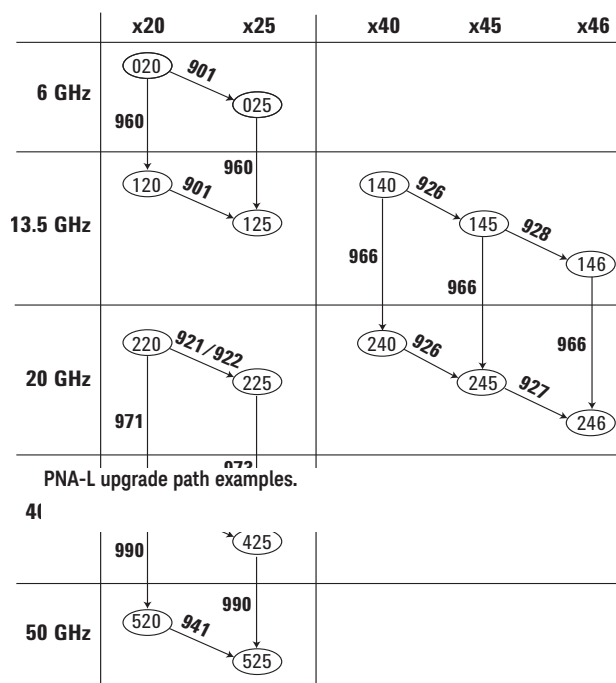 x20 x25 x40 x45 x46
020 901
6 GHz
025
960
960
120 901 140 926
13.5 GHz 125 145 928
966 146
966
220 921/922 240 926 966
20 GHz 225 245 927
971 246
PNA-L upgrade path examples.
990 425
520 941 990
50 GHz
525